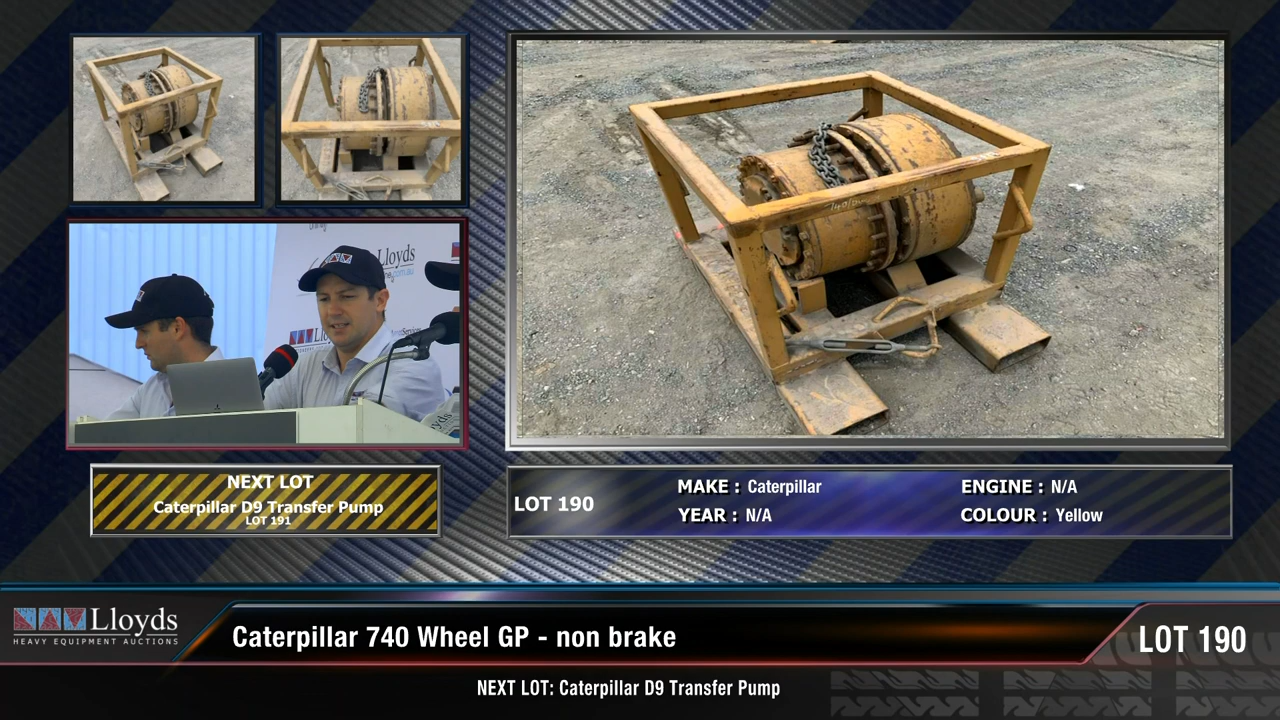 Lloyds
NEXT LOT
Caterpillar D9 Transfer Pump
LOT 191
LOT 190
MAKE : Caterpillar
ENGINE : N/A
YEAR : N/A
COLOUR : Yellow
Lloyds
HEAVY EQUIPMENT AUCTIONS
Caterpillar 740 Wheel GP - non brake
LOT 190
NEXT LOT: Caterpillar D9 Transfer Pump